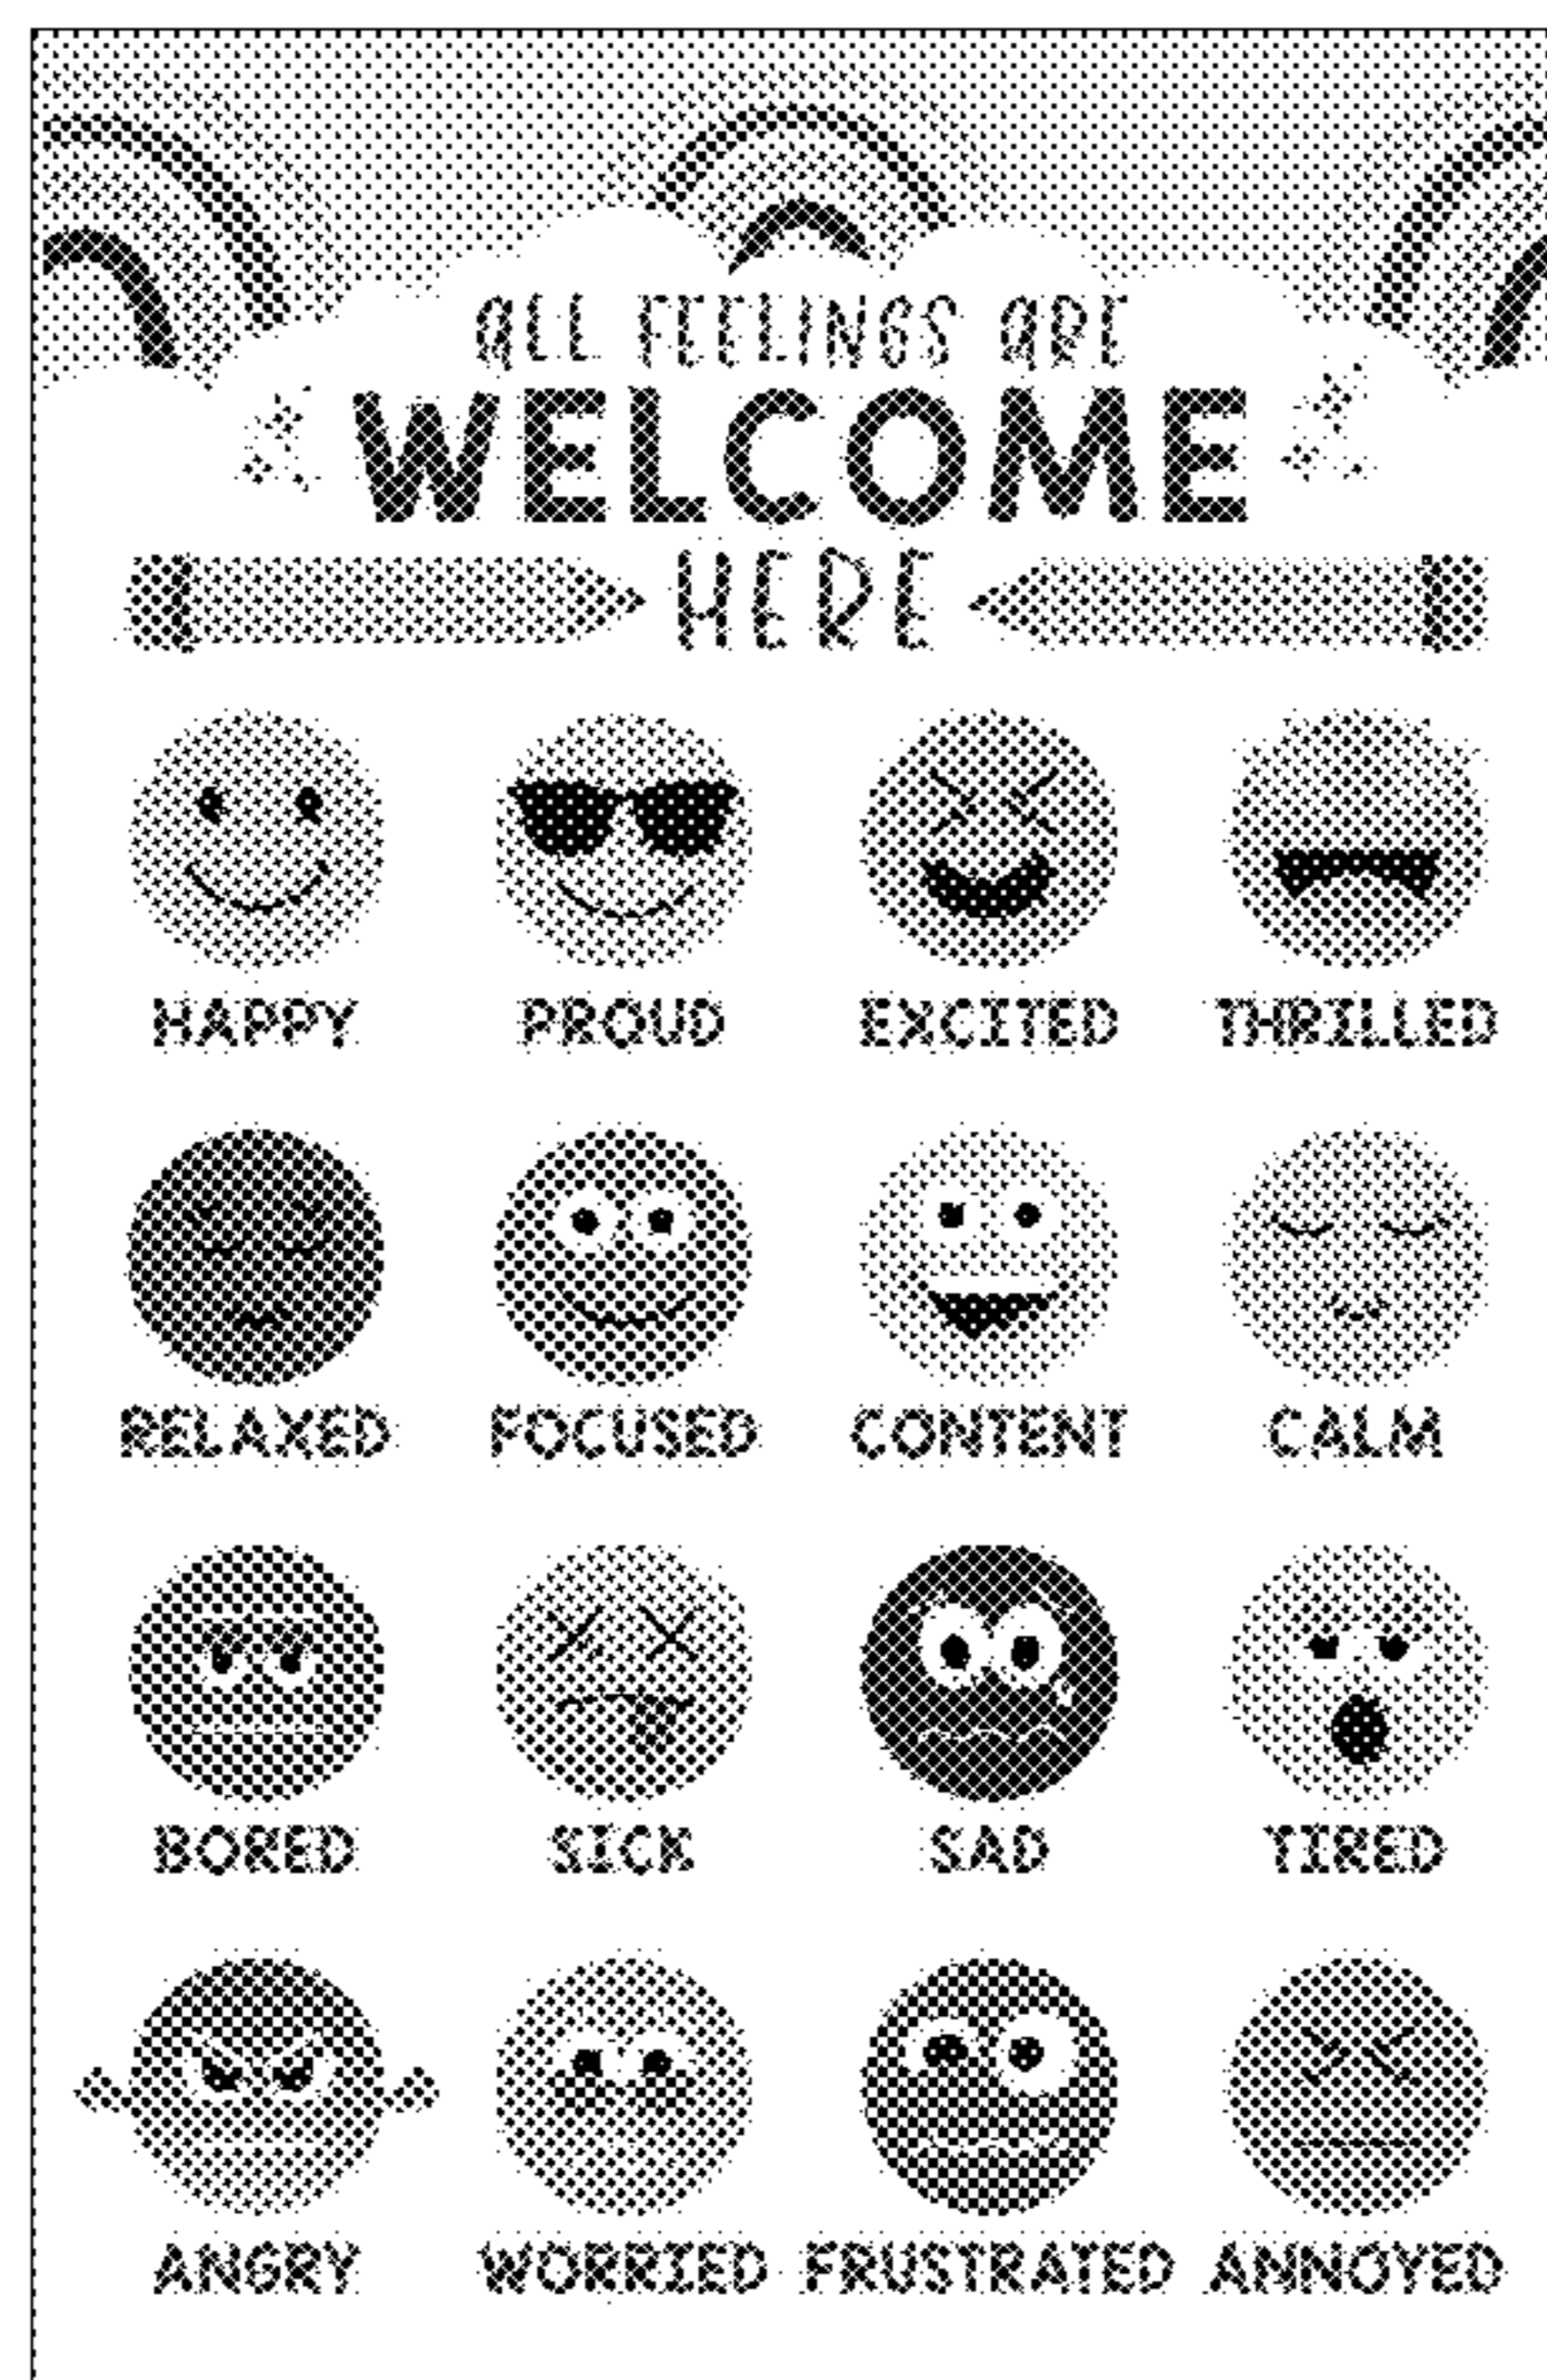 ALL FEELINGS ARE
WELCOME
HERE
HAPPY PROUD EXCITED THRILLED
RELAXED FOCUSED CONTENT CALM
BORED SICK SAD TIRED
ANGRY WORRIED FRUSTRATED ANNOYED